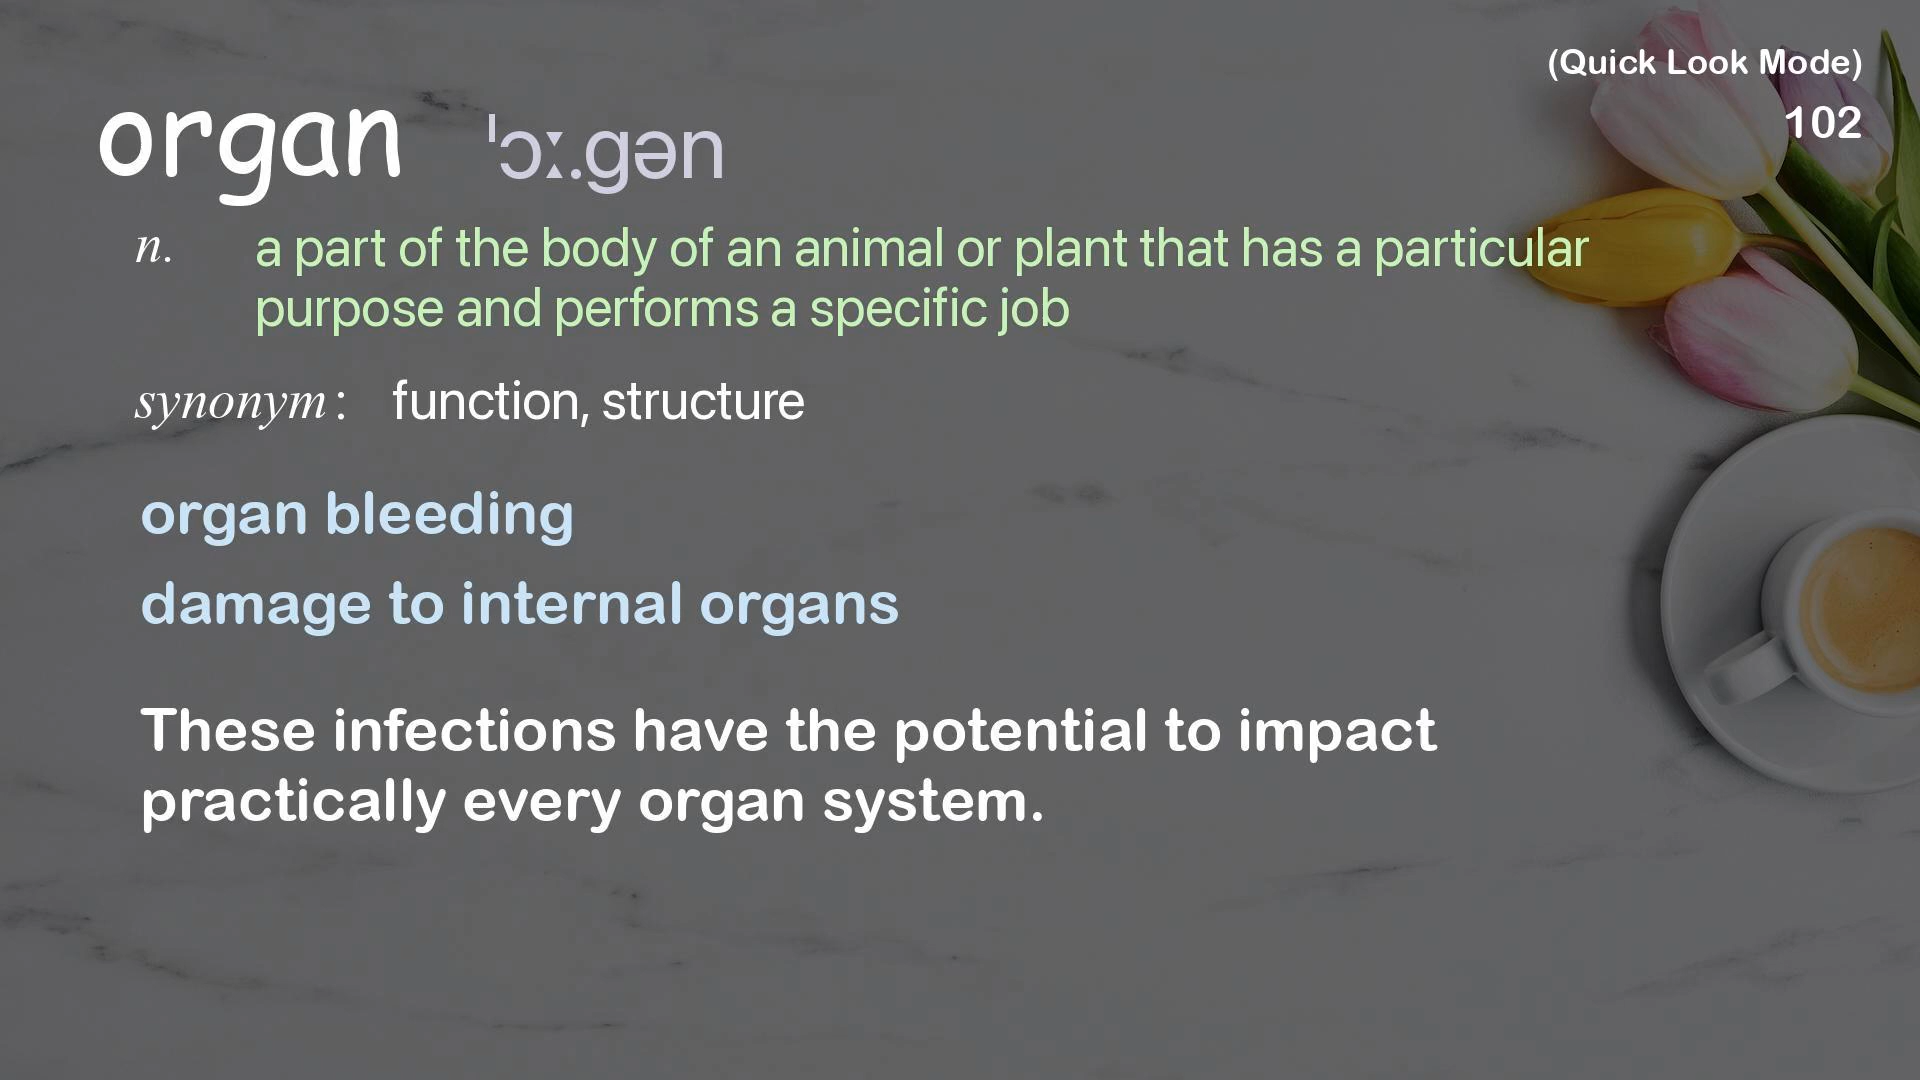 (Quick Look Mode)
102
organ ˈɔː.ɡən
n. a part of the body of an animal or plant that has a particular
purpose and performs a specific job
synonym: function, structure
organ bleeding
damage to internal organs
These infections have the potential to impact
practically every organ system.